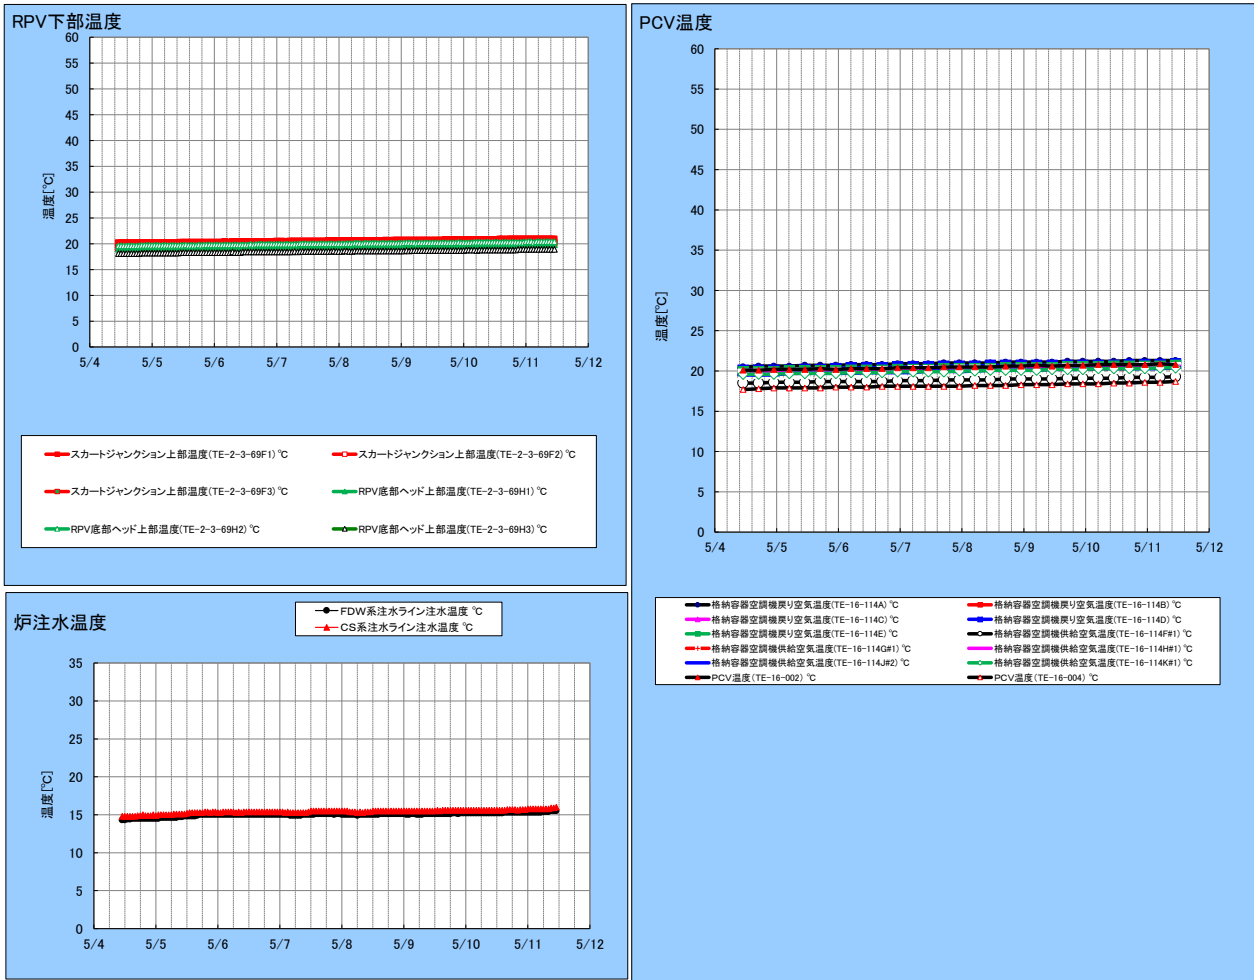 RPV下部温度
60
55
50
45
40
35
30
25
20
15
10
5
0
温度[℃]
5/4 5/5 5/6 5/7 5/8 5/9 5/10 5/11 5/12
スカートジャンクション上部温度(TE-2-3-69F1)℃ スカートジャンクション上部温度(TE-2-3-69F2)℃
スカートジャンクション上部温度(TE-2-3-69F3)℃ RPV底部ヘッド上部温度(TE-2-3-69H1)℃
RPV底部ヘッド上部温度(TE-2-3-69H2)℃ RPV底部ヘッド上部温度(TE-2-3-69H3)℃
炉注水温度
FDW系注水ライン注水温度 ℃
CS系注水ライン注水温度 ℃
35
30
25
20
15
10
5
0
温度[℃]
5/4 5/5 5/6 5/7 5/8 5/9 5/10 5/11 5/12
PCV温度
60
55
50
45
40
35
30
25
20
15
10
5
0
温度[℃]
5/4 5/5 5/6 5/7 5/8 5/9 5/10 5/11 5/12
格納容器空調機戻り空気温度(TE-16-114A)℃ 格納容器空調機戻り空気温度(TE-16-114B)℃
格納容器空調機戻り空気温度(TE-16-114C)℃ 格納容器空調機戻り空気温度(TE-16-114D)℃
格納容器空調機戻り空気温度(TE-16-114E)℃ 格納容器空調機供給空気温度(TE-16-114F#1)℃
格納容器空調機供給空気温度(TE-16-114G#1)℃ 格納容器空調機供給空気温度(TE-16-114H#1)℃
格納容器空調機供給空気温度(TE-16-114J#2)℃ 格納容器空調機供給空気温度(TE-16-114K#1)℃
PCV温度(TE-16-002)℃ PCV温度(TE-16-004)℃